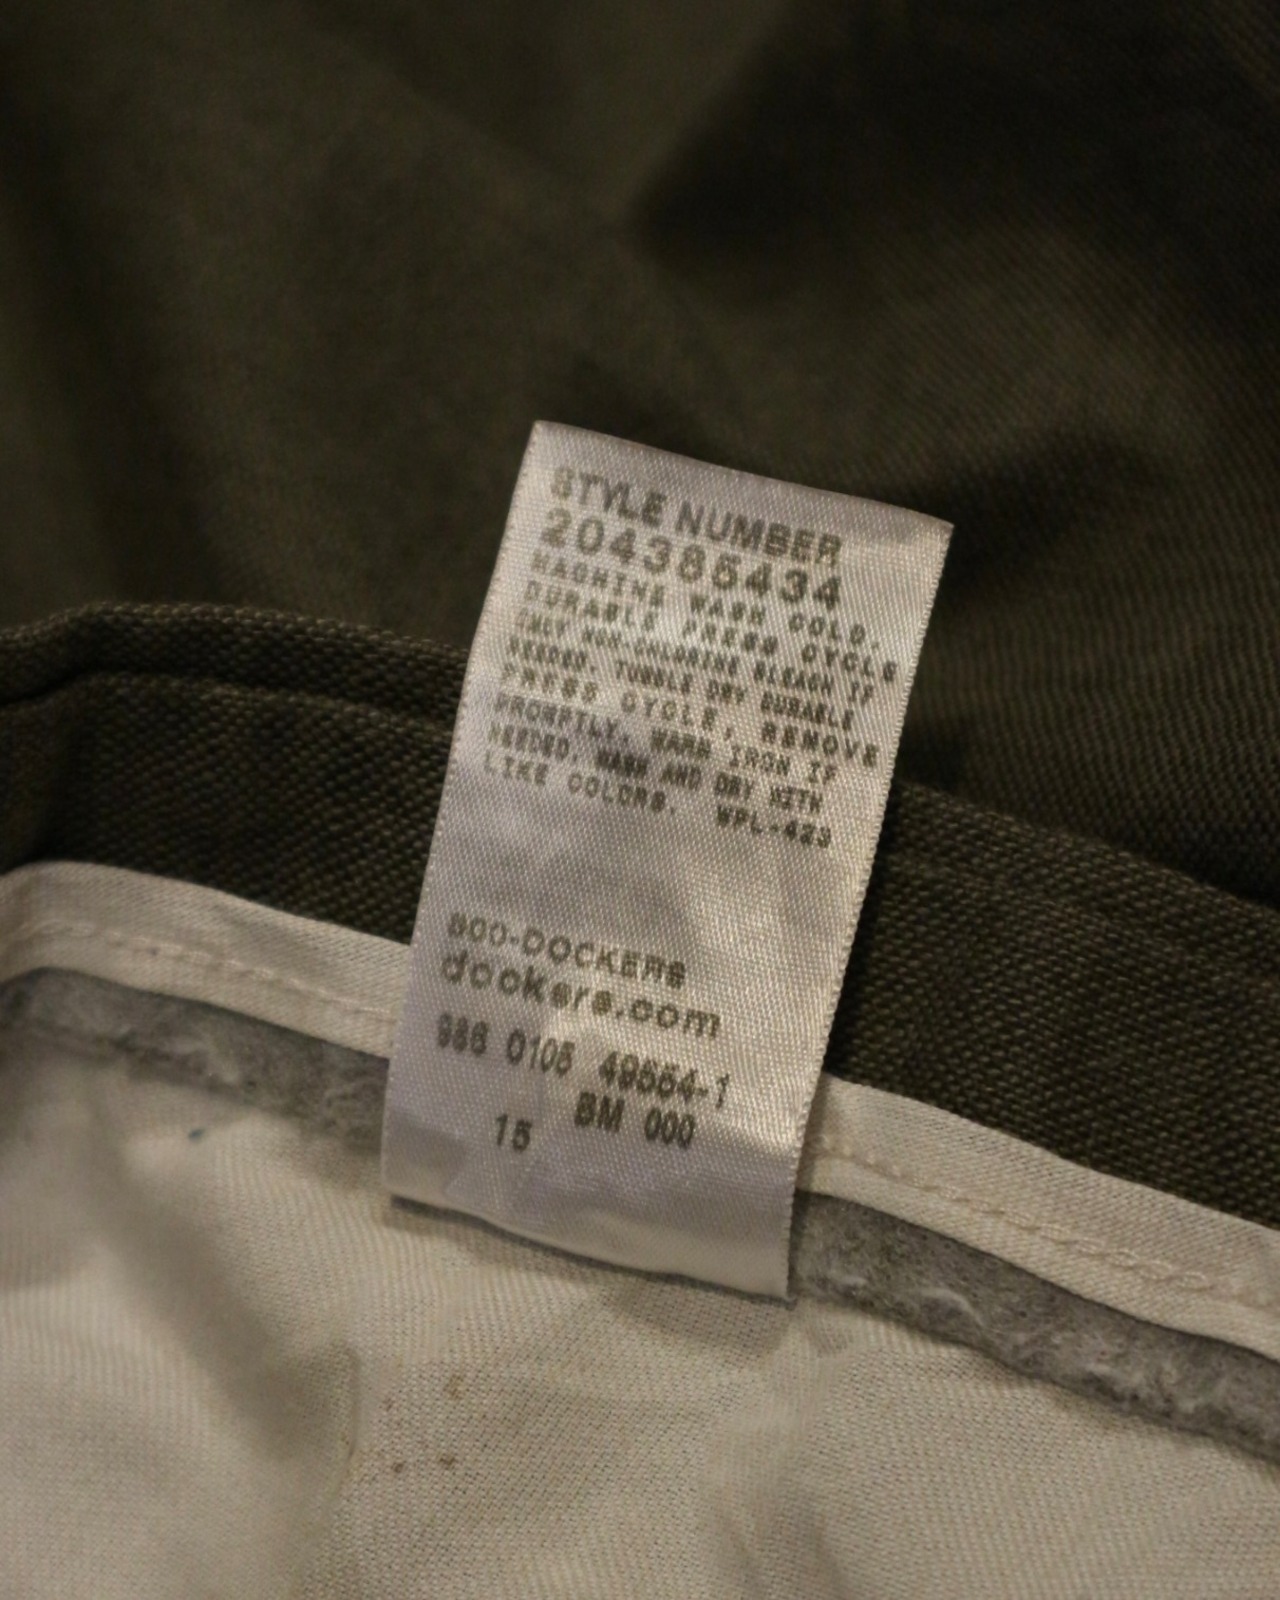 STYLE NUMBER
204385434
MACHINE WASH COLD,
DURABLE PRESS CYCLE
ONLY NON-CHLORINE BLEACH IF
NEEDED. TUMBLE DRY DURABLE
PRESS CYCLE, REMOVE
PROMPTLY. WARM IRON IF
NEEDED. WASH AND DRY WITH
LIKE COLORS. WPL-423
800-DOCKERS
dockers.com
986 0105 49554-1
BM 000
15